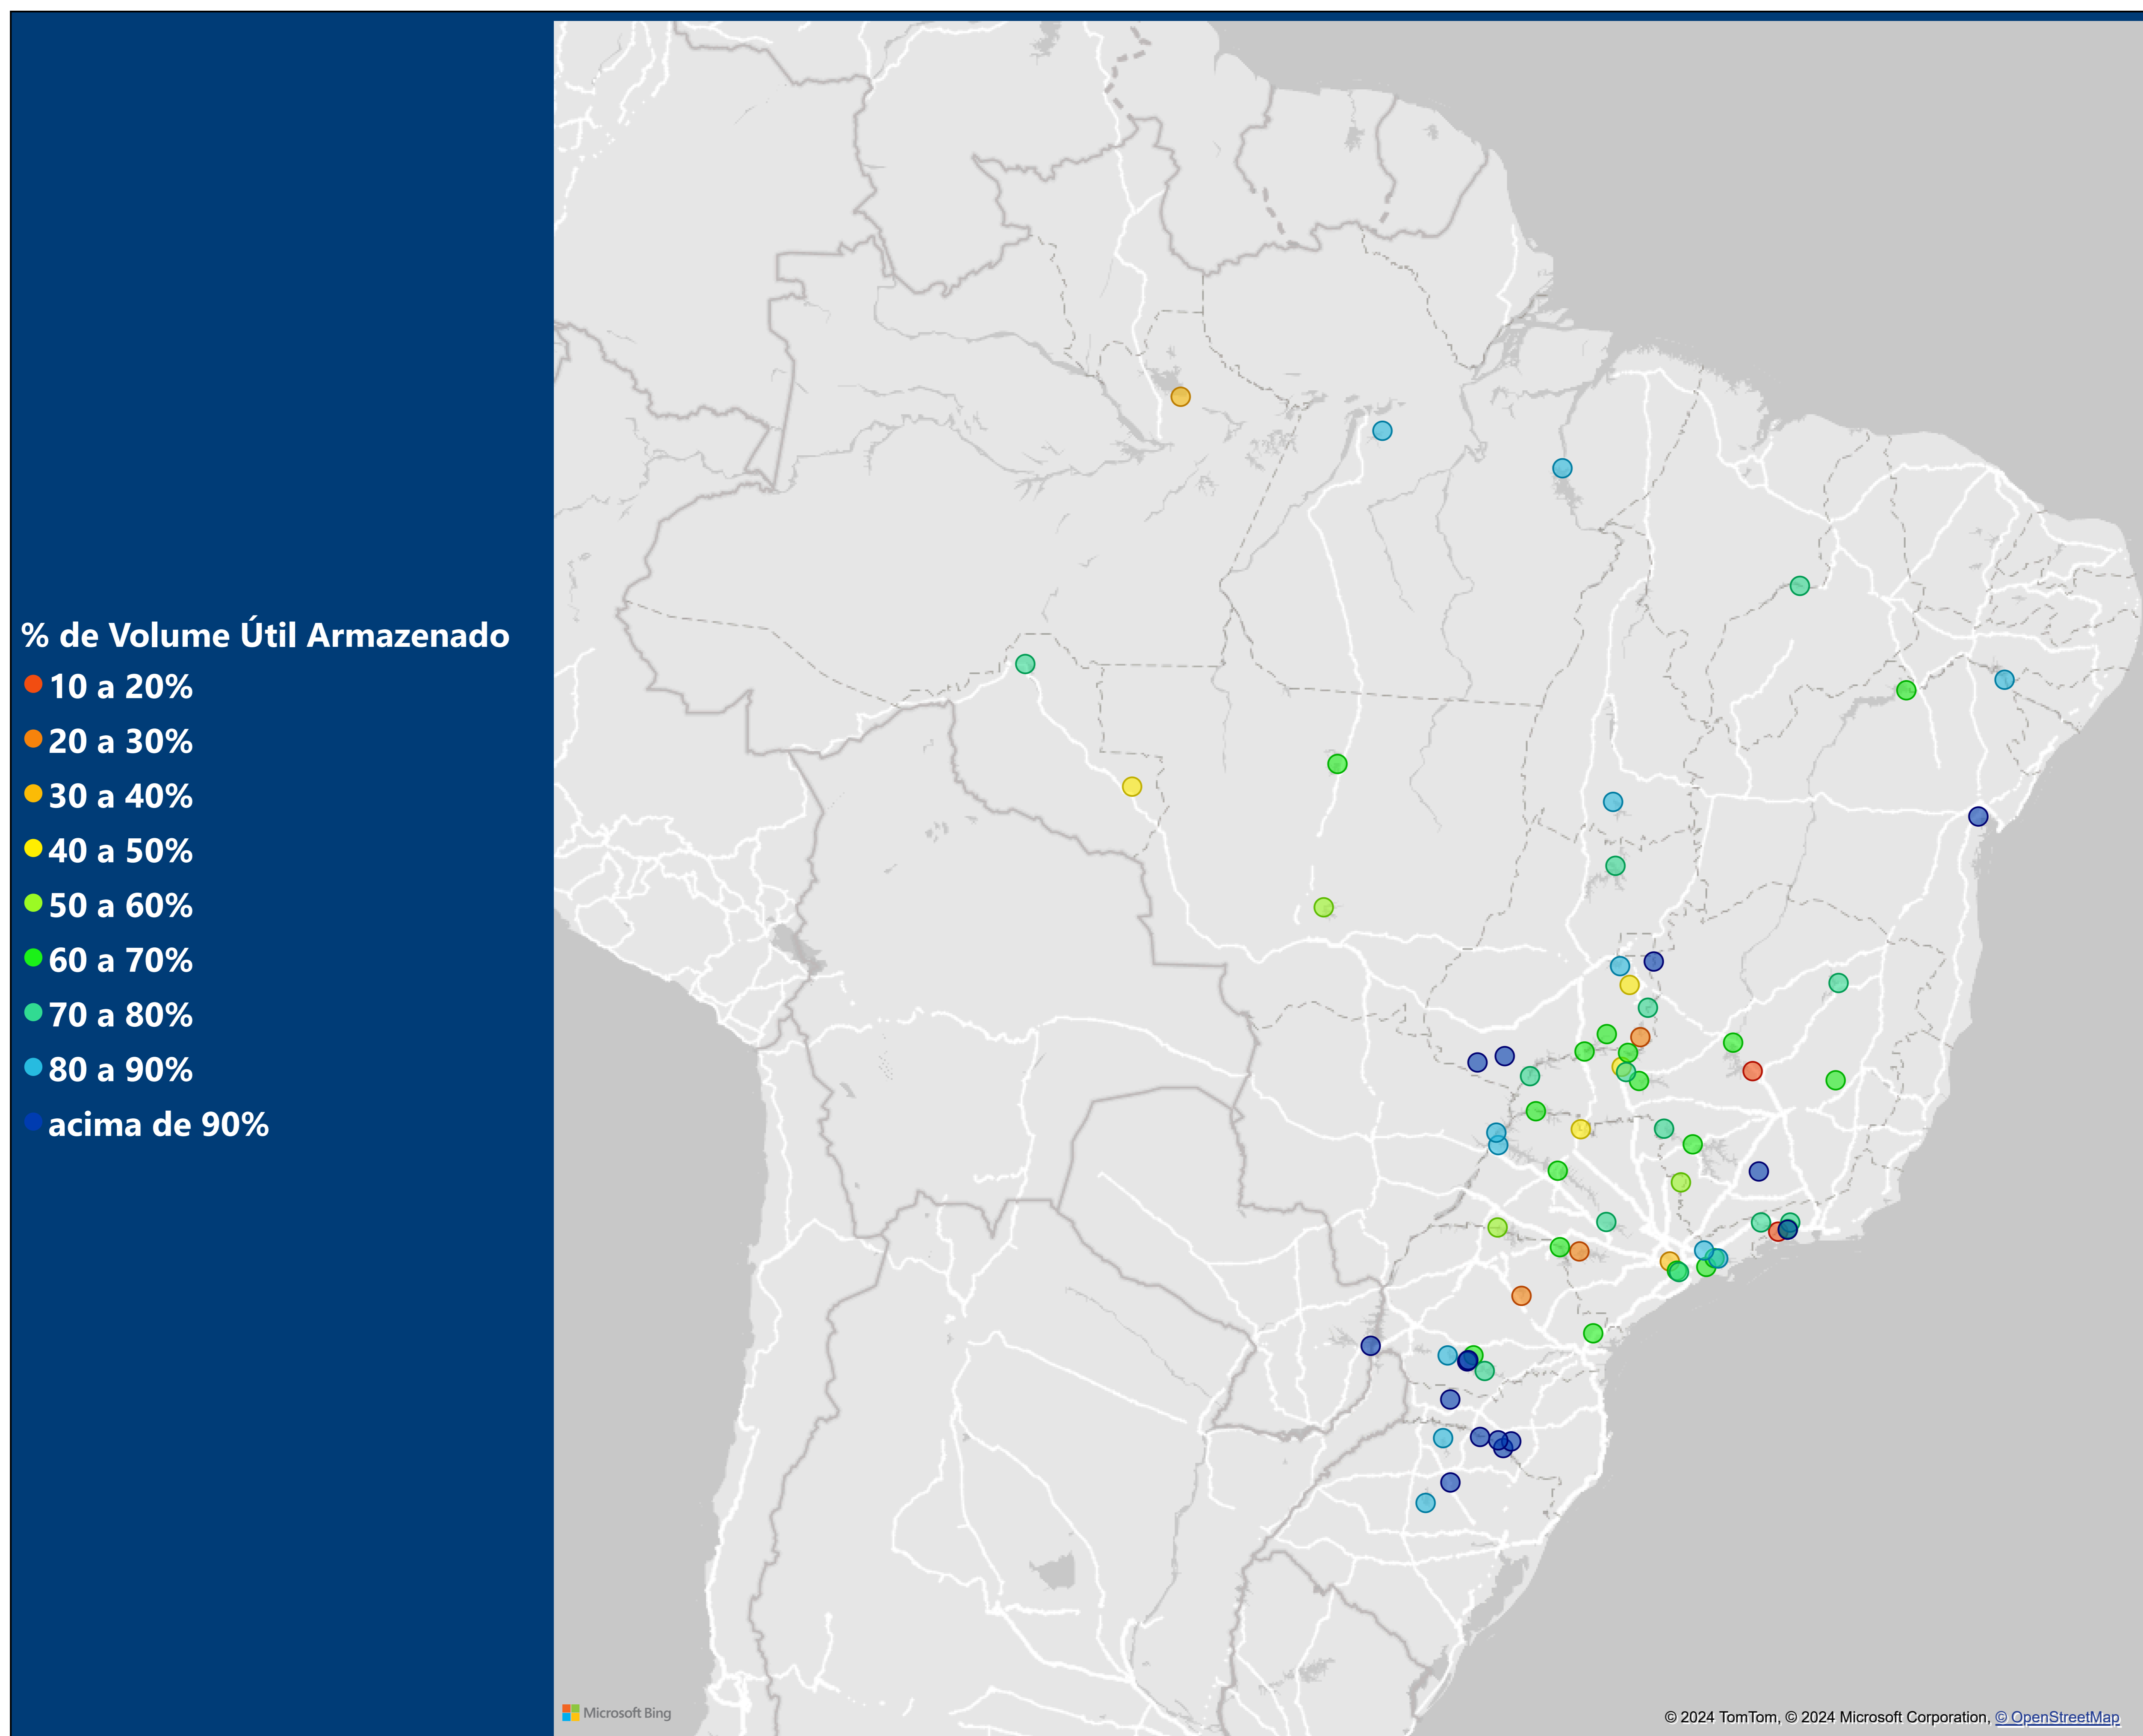 % de Volume Útil Armazenado
10 a 20%
20 a 30%
30 a 40%
40 a 50%
50 a 60%
60 a 70%
70 a 80%
80 a 90%
acima de 90%
Microsoft Bing
© 2024 TomTom, © 2024 Microsoft Corporation, © OpenStreetMap